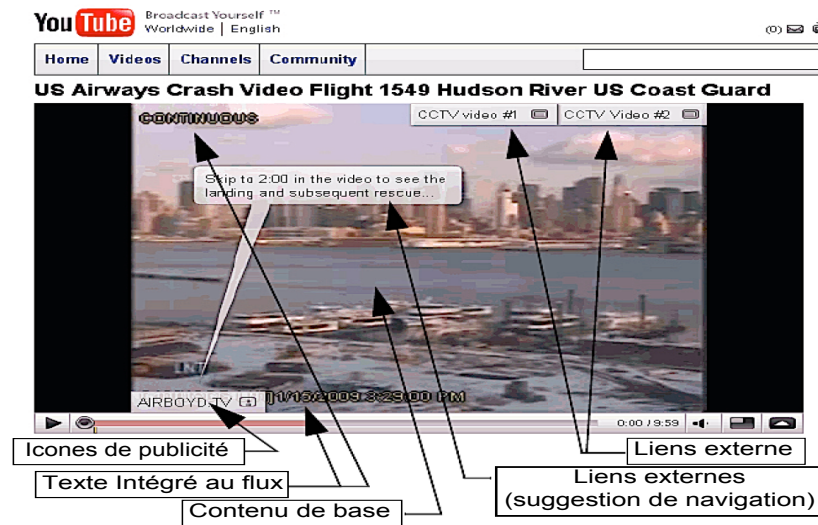 YouTube Broadcast Yourself ™
Worldwide | English
(0)
Home Videos Channels Community
US Airways Crash Video Flight 1549 Hudson River US Coast Guard
CONTINUOUS
CCTV video #1 CCTV Video #2
Skip to 2:00 in the video to see the
landing and subsequent rescue...
INT
AIRBOYD.TV
1/15/2009 3:29:00 PM
0:00 / 9:59
Icones de publicité
Liens externe
Texte Intégré au flux
Liens externes
(suggestion de navigation)
Contenu de base